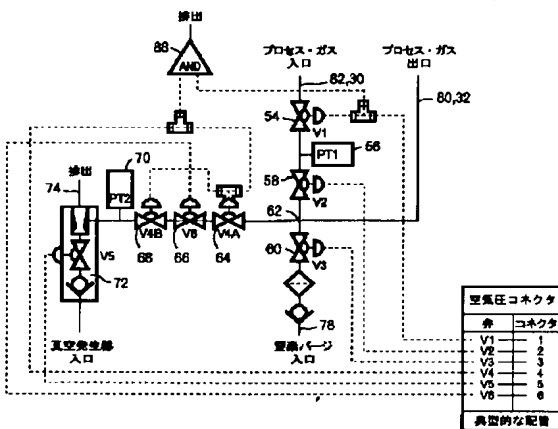 排出
88
AND
プロセス・ガス
入口
プロセス・ガス
出口
82,30
80,32
54
V1
PT1
56
58
V2
62
60
V3
78
窒素パージ
入口
排出
74
70
PT2
V5
72
V4B
V6
V4A
68
66
64
真空発生器
入口
空気圧コネクタ
弁 コネクタ
V1 1
V2 2
V3 3
V4 4
V5 5
V6 6
典型的な配管